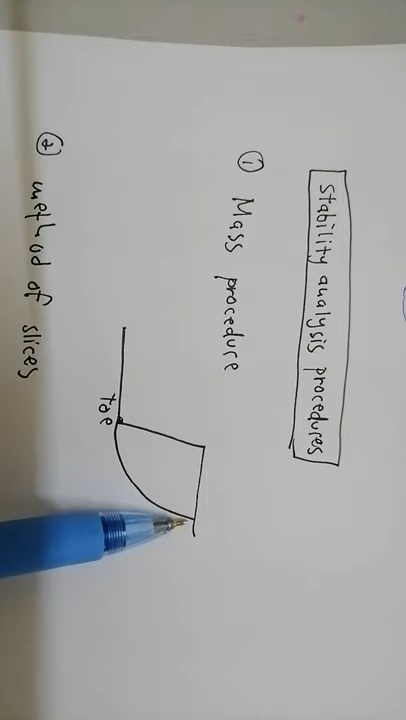 Stability analysis procedures
① Mass procedure
Toe
② method of slices